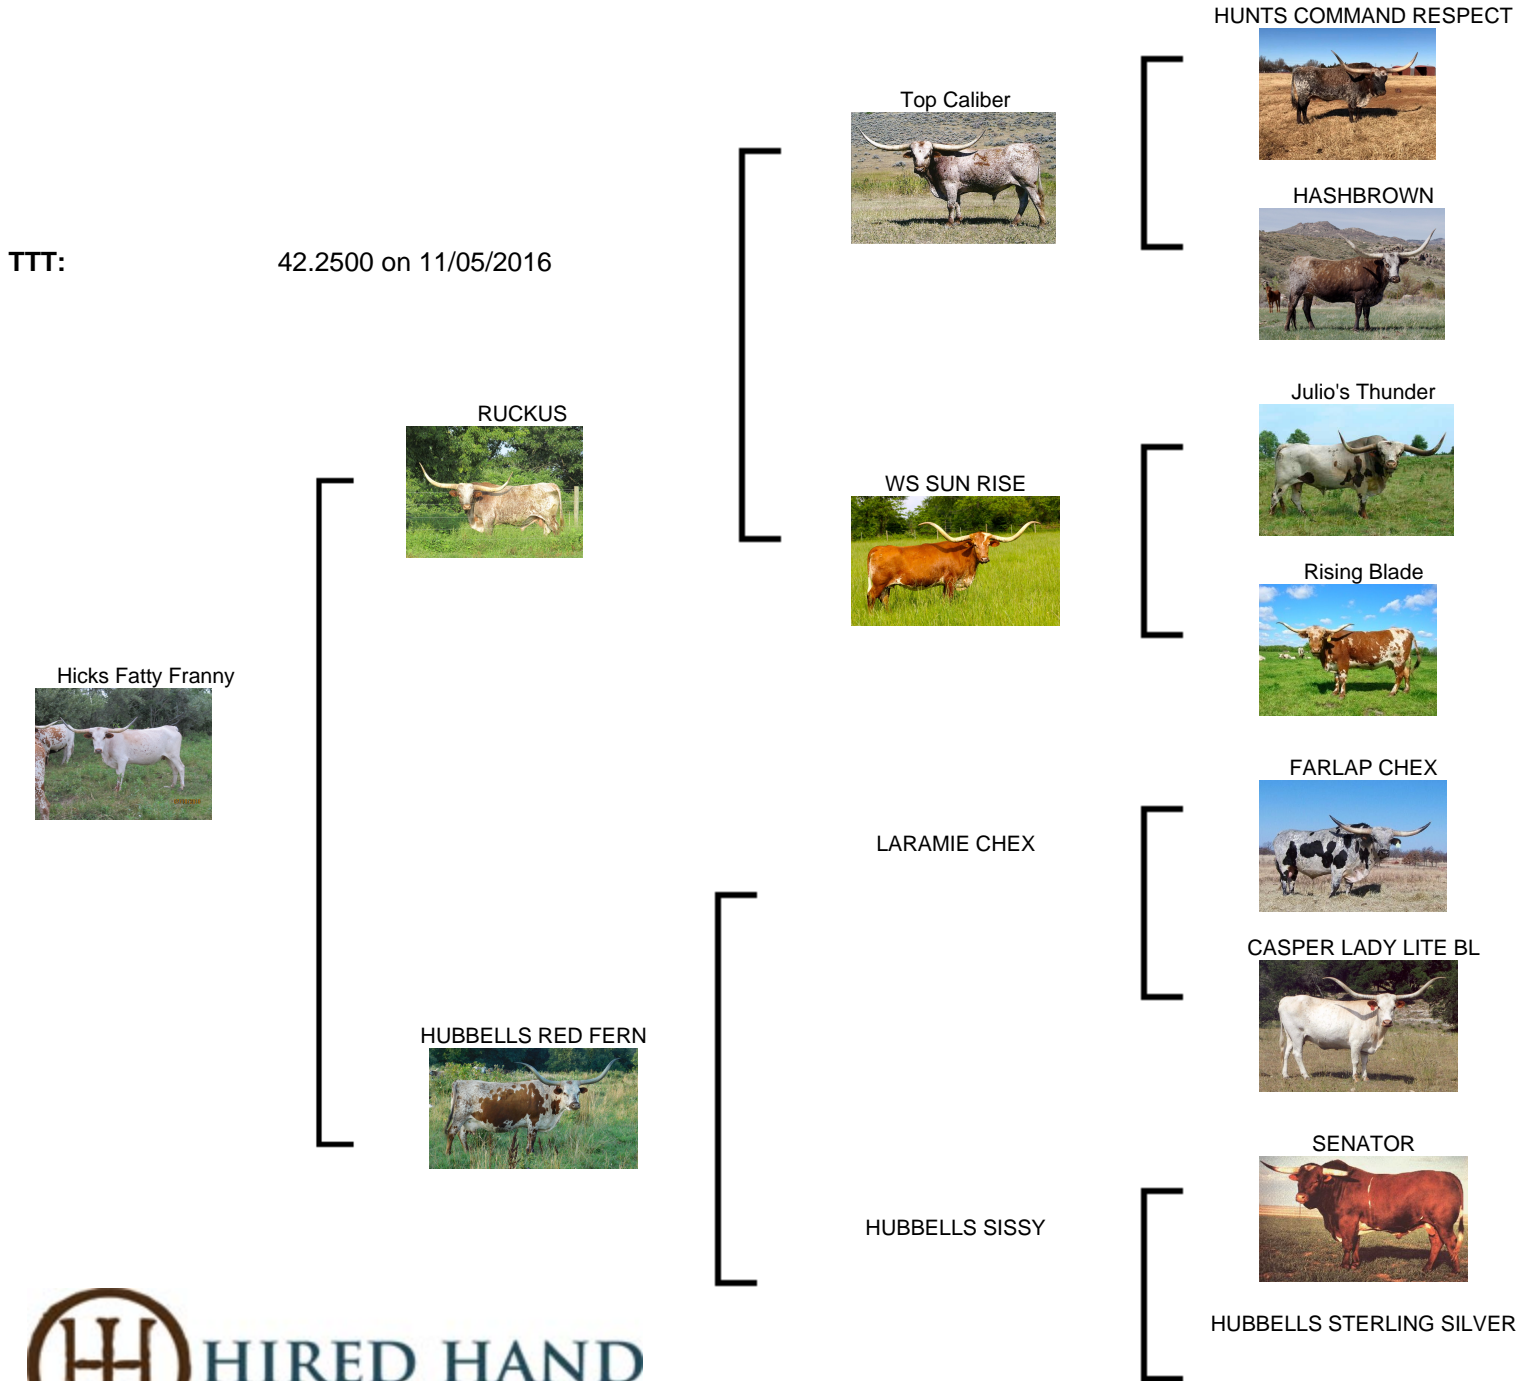 HUNTS COMMAND RESPECT
Top Caliber
HASHBROWN
TTT: 42.2500 on 11/05/2016
Julio's Thunder
RUCKUS
WS SUN RISE
Rising Blade
Hicks Fatty Franny
FARLAP CHEX
LARAMIE CHEX
CASPER LADY LITE BL
HUBBELLS RED FERN
SENATOR
HUBBELLS SISSY
HUBBELLS STERLING SILVER
HIRED HAND